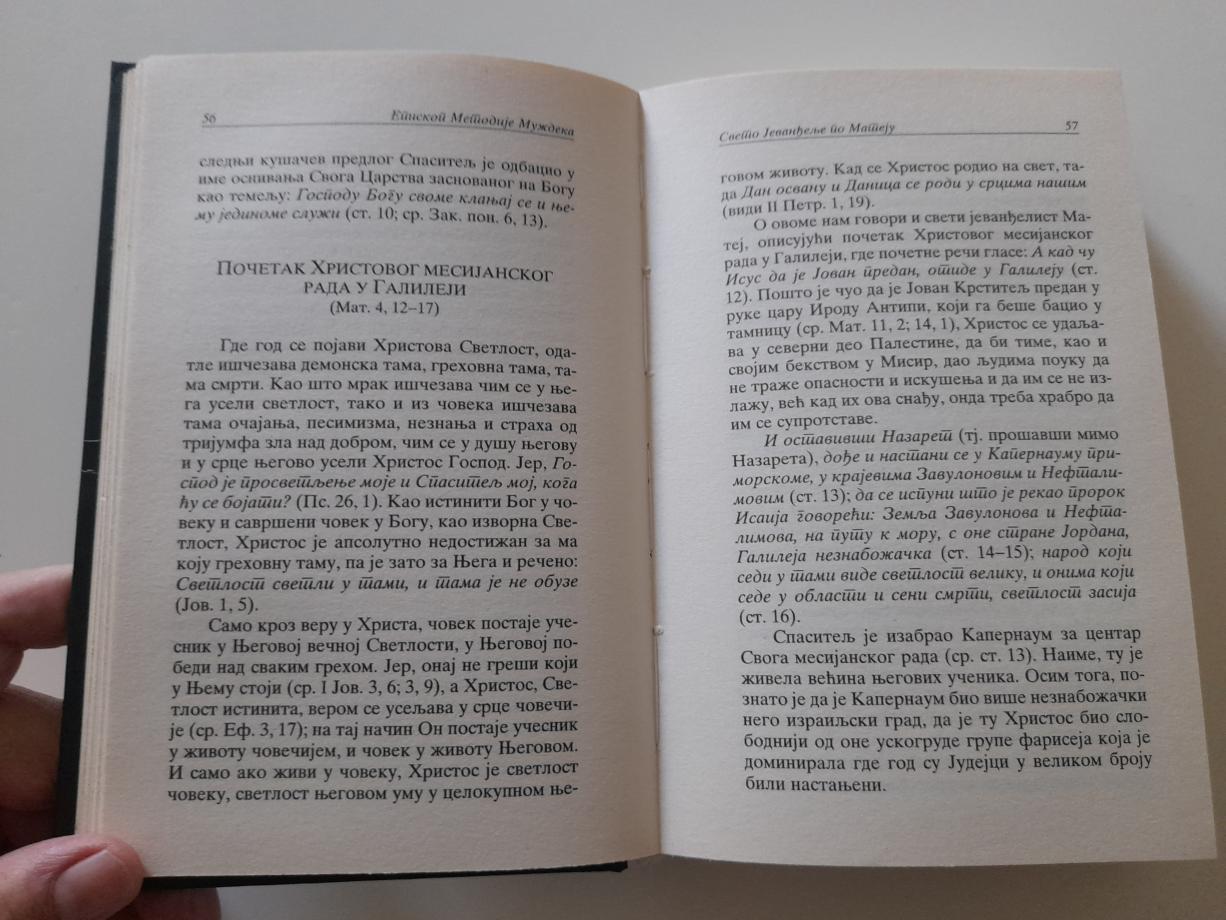 56
Епископ Методије Муждека
следњи кушачев предлог Спаситељ је одбацио у
име оснивања Свога Царства заснованог на Богу
као темељу: Господу Богу своме клањај се и ње-
му јединоме служи (ст. 10; ср. Зак. пон. 6, 13).
ПОЧЕТАК ХРИСТОВОГ МЕСИЈАНСКОГ
РАДА У ГАЛИЛЕЈИ
(Мат. 4, 12–17)
Где год се појави Христова Светлост, ода-
тле ишчезава демонска тама, греховна тама, та-
ма смрти. Као што мрак ишчезава чим се у ње-
га усели светлост, тако и из човека ишчезава
тама очајања, песимизма, незнања и страха од
тријумфа зла над добром, чим се у душу његову
и у срце његово усели Христос Господ. Јер, Го-
спод је просветљење моје и Спаситељ мој, кога
ћу се бојати? (Пс. 26, 1). Као истинити Бог у чо-
веку и савршени човек у Богу, као изворна Све-
тлост, Христос је апсолутно недостижан за ма
коју греховну таму, па је зато за Њега и речено:
Светлост светли у тами, и тама је не обузе
(Јов. 1, 5).
Само кроз веру у Христа, човек постаје уче-
сник у Његовој вечној Светлости, у Његовој по-
беди над сваким грехом. Јер, онај не греши који
у Њему стоји (ср. I Јов. 3, 6; 3, 9), а Христос, Све-
тлост истинита, вером се усељава у срце човечи-
је (ср. Еф. 3, 17); на тај начин Он постаје учесник
у животу човечијем, и човек у животу Његовом.
И само ако живи у човеку, Христос је светлост
човеку, светлост његовом уму у целокупном ње-
Свето Јеванђеље по Матеју
57
говом животу. Кад се Христос родио на свет, та-
да Дан освану и Даница се роди у срцима нашим
(види II Петр. 1, 19).
О овоме нам говори и свети јеванђелист Ма-
теј, описујући почетак Христовог месијанског
рада у Галилеји, где почетне речи гласе: А кад чу
Исус да је Јован предан, отиде у Галилеју (ст.
12). Пошто је чуо да је Јован Крститељ предан у
руке цару Ироду Антипи, који га беше бацио у
тамницу (ср. Мат. 11, 2; 14, 1), Христос се удаља-
ва у северни део Палестине, да би тиме, као и
својим бекством у Мисир, дао људима поуку да
не траже опасности и искушења и да им се не из-
лажу, већ кад их ова снађу, онда треба храбро да
им се супротставе.
И оставивши Назарет (тј. прошавши мимо
Назарета), дође и настани се у Капернауму при-
морскоме, у крајевима Завулоновим и Нефтали-
мовим (ст. 13); да се испуни што је рекао пророк
Исаија говорећи: Земља Завулонова и Нефта-
лимова, на путу к мору, с оне стране Јордана,
Галилеја незнабожачка (ст. 14–15); народ који
седи у тами виде светлост велику, и онима који
седе у области и сени смрти, светлост засија
(ст. 16).
Спаситељ је изабрао Капернаум за центар
Свога месијанског рада (ср. ст. 13). Наиме, ту је
живела већина његових ученика. Осим тога, по-
знато је да је Капернаум био више незнабожачки
него израиљски град, да је ту Христос био сло-
боднији од оне ускогруде групе фарисеја која је
доминирала где год су Јудејци у великом броју
били настањени.